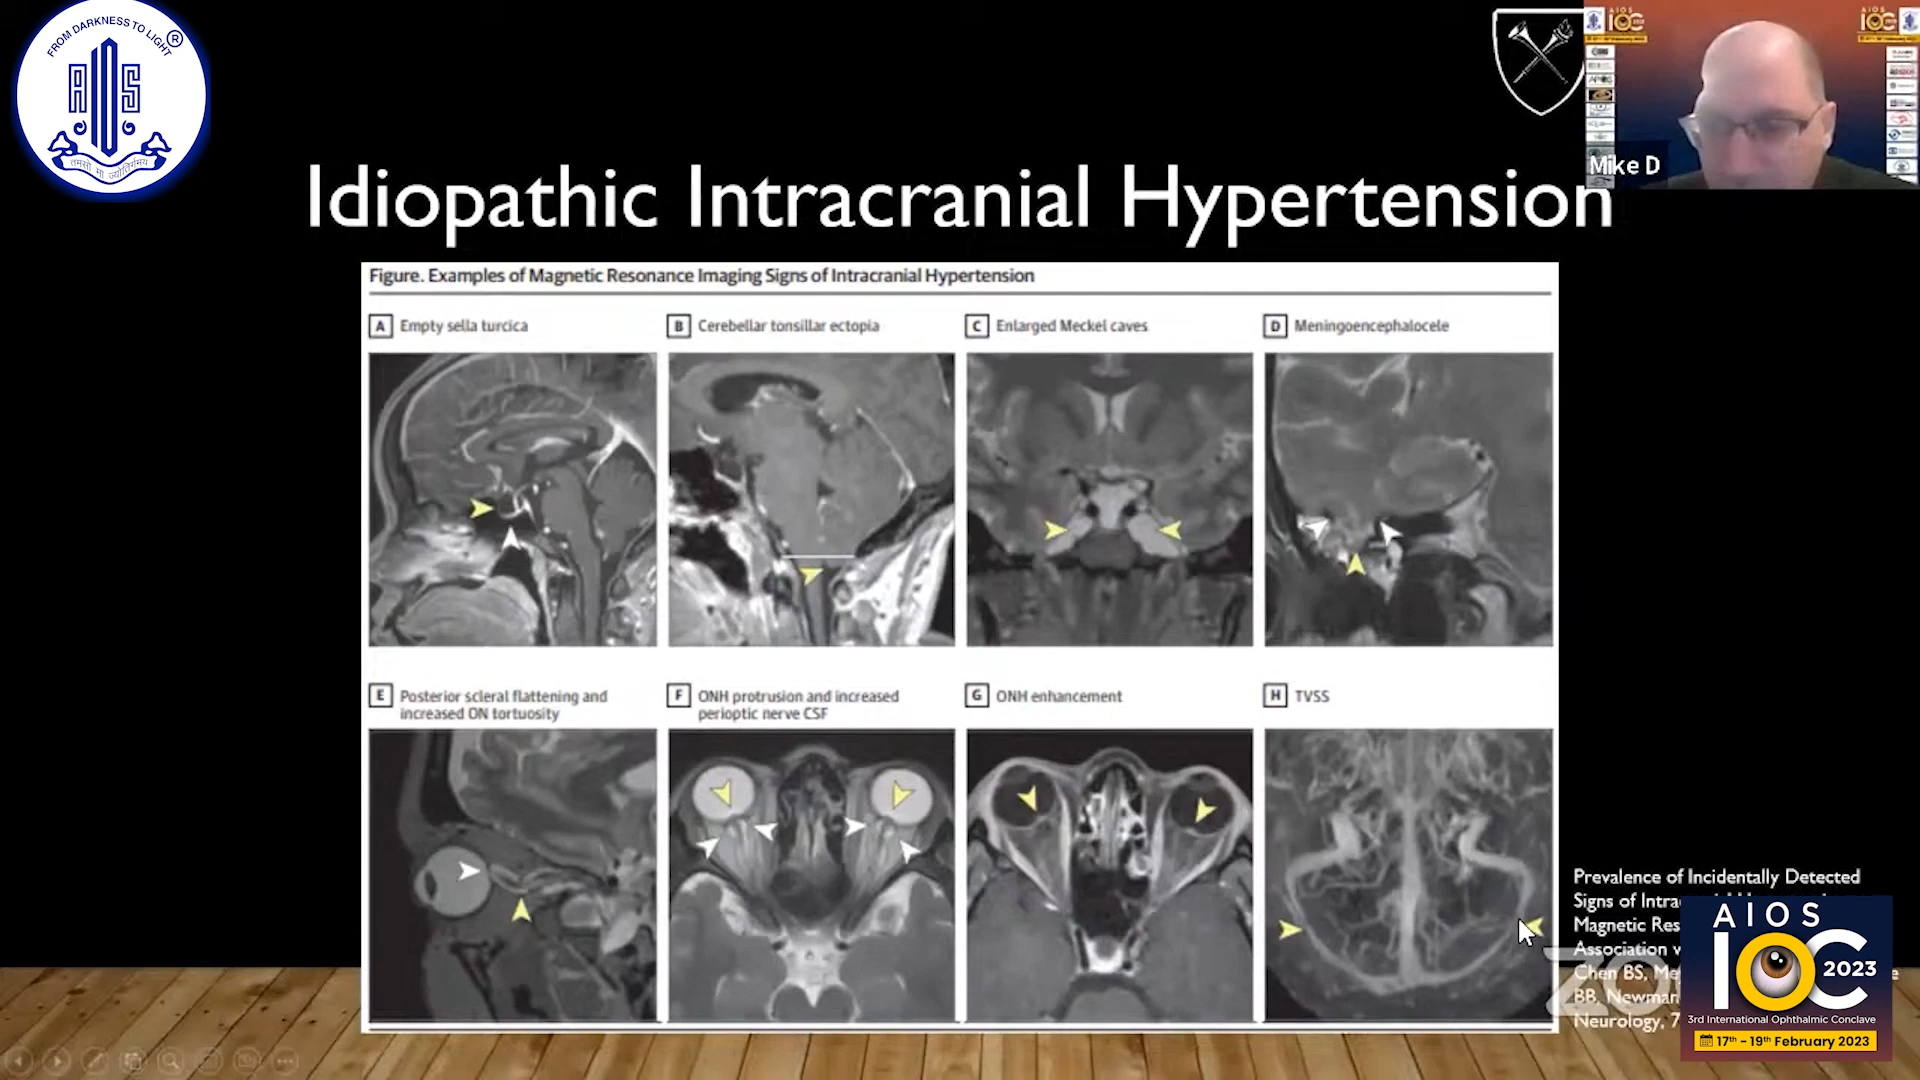 FROM DARKNESS TO LIGHT
®
AIOS
तमसो मा ज्योतिर्गमय
Mike D
Idiopathic Intracranial Hypertension
Figure. Examples of Magnetic Resonance Imaging Signs of Intracranial Hypertension
A Empty sella turcica
B Cerebellar tonsillar ectopia
C Enlarged Meckel caves
D Meningoencephalocele
E Posterior scleral flattening and
increased ON tortuosity
F ONH protrusion and increased
perioptic nerve CSF
G ONH enhancement
H TVSS
Prevalence of Incidentally Detected
Signs of
Magnetic
Association
Chen BS,
BB, Newman
Neurology,
AIOS
IOC
2023
3rd International Ophthalmic Conclave
17th - 19th February 2023